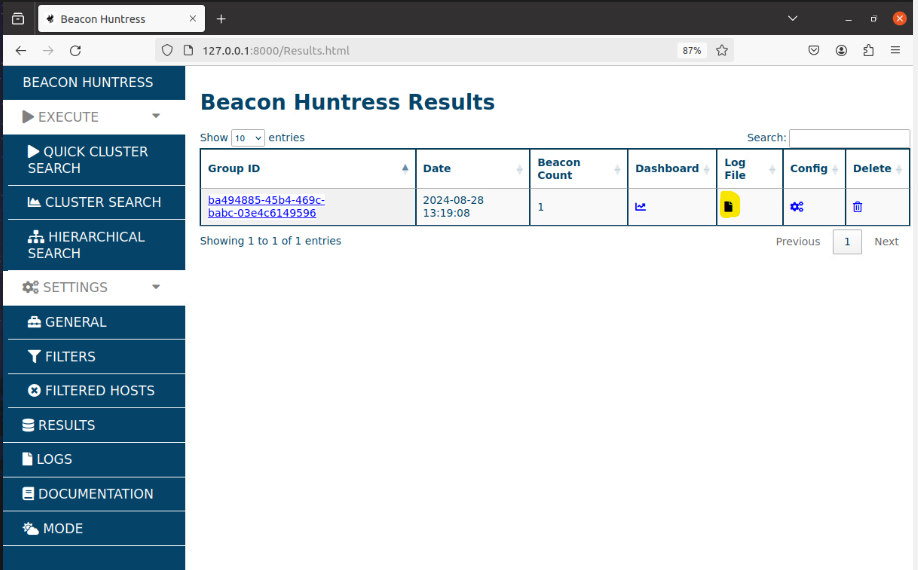 Beacon Huntress
127.0.0.1:8000/Results.html
87%
BEACON HUNTRESS
EXECUTE
QUICK CLUSTER
SEARCH
CLUSTER SEARCH
HIERARCHICAL
SEARCH
SETTINGS
GENERAL
FILTERS
FILTERED HOSTS
RESULTS
LOGS
DOCUMENTATION
MODE
Beacon Huntress Results
Show 10 entries
Search:
Group ID Date Beacon Count Dashboard Log File Config Delete
ba494885-45b4-469c-
babc-03e4c6149596
2024-08-28
13:19:08
1
Showing 1 to 1 of 1 entries
Previous 1 Next